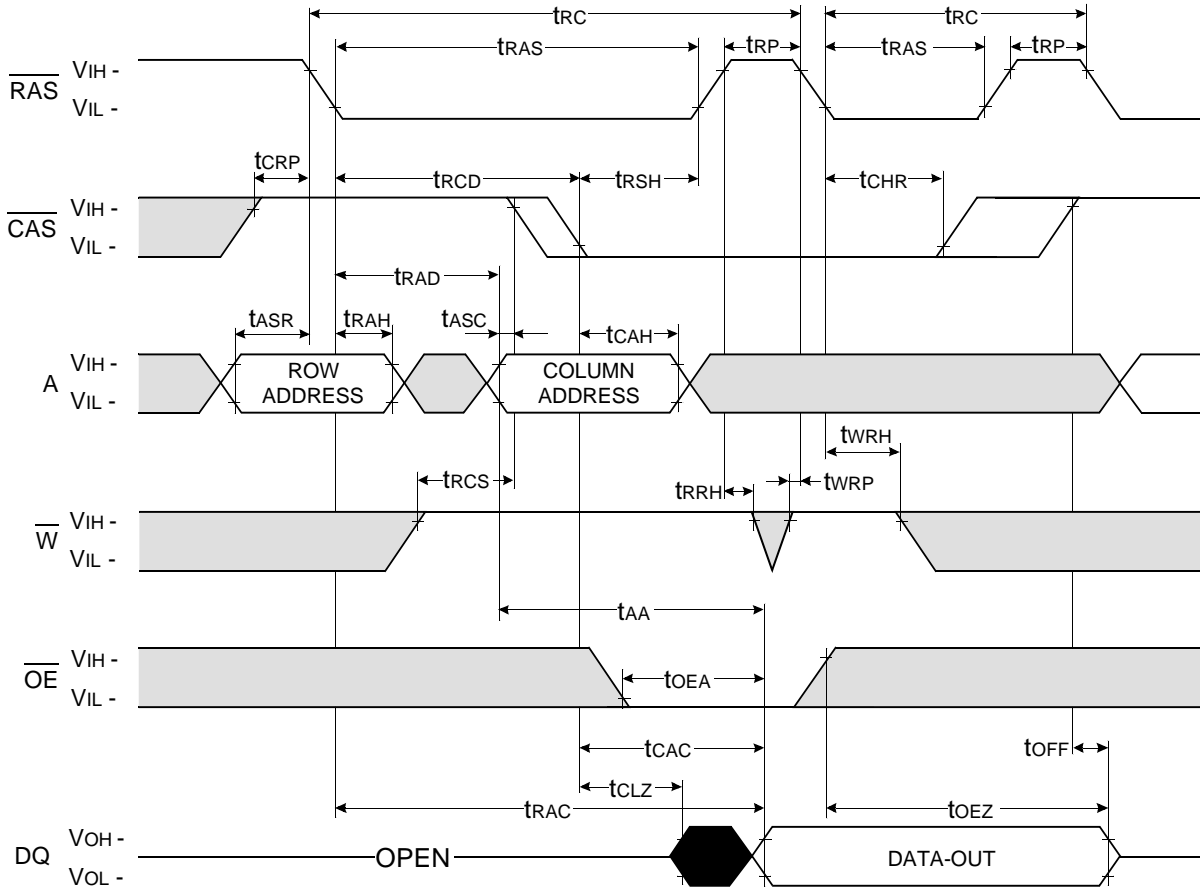 tRC tRC
tRAS tRP tRAS tRP
RAS VIH -
VIL -
tCRP tRCD tRSH tCHR
CAS VIH -
VIL -
tRAD
tASR tRAH tASC tCAH
A VIH - ROW COLUMN
VIL - ADDRESS ADDRESS
tWRH
tRCS tRRH tWRP
W VIH -
VIL -
tAA
OE VIH -
VIL - tOEA
tCAC tOFF
tCLZ
tRAC tOEZ
VOH -
DQ OPEN DATA-OUT
VOL -